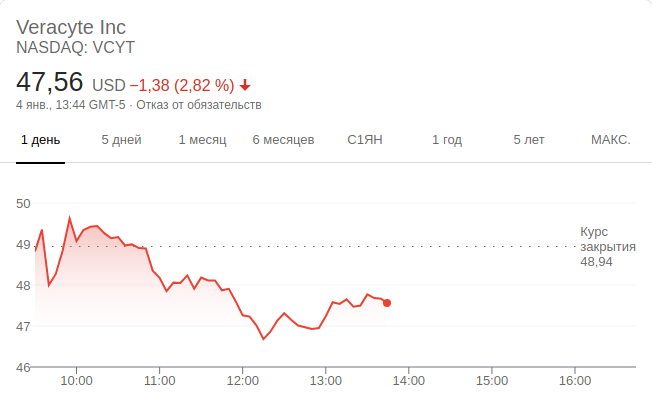 Veracyte Inc
NASDAQ: VCYT
47,56 USD −1,38 (2,82 %)
4 янв., 13:44 GMT-5 · Отказ от обязательств
1 день 5 дней 1 месяц 6 месяцев С1ЯН 1 год 5 лет МАКС.
50
49
48
47
46
Курс
закрытия
48,94
10:00 11:00 12:00 13:00 14:00 15:00 16:00